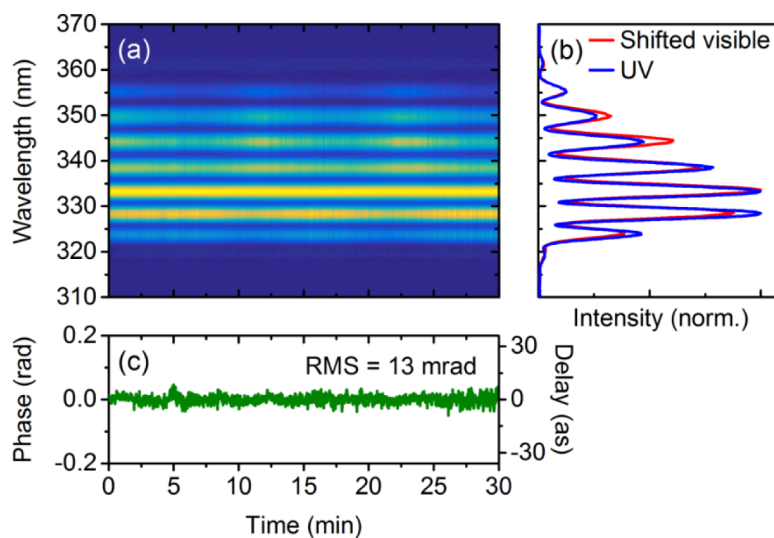 370
360
350
340
330
320
310
Wavelength (nm)
(a)
(b)
Shifted visible
UV
Intensity (norm.)
0.2
0.0
-0.2
Phase (rad)
(c)
RMS = 13 mrad
30
0
-30
Delay (as)
0
5
10
15
20
25
30
Time (min)